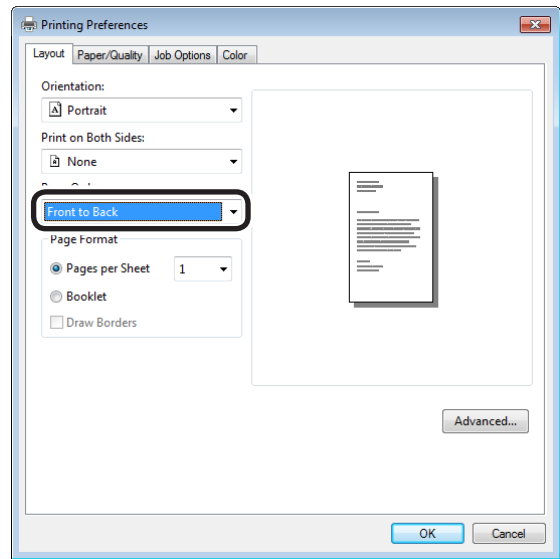 Printing Preferences
Layout Paper/Quality Job Options Color
Orientation:
Portrait
Print on Both Sides:
None
Front to Back
Page Format
Pages per Sheet 1
Booklet
Draw Borders
Advanced...
OK Cancel